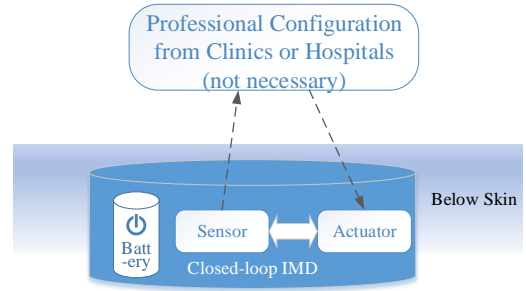 Professional Configuration
from Clinics or Hospitals
(not necessary)
Below Skin
Batt
-ery
Sensor
Actuator
Closed-loop IMD